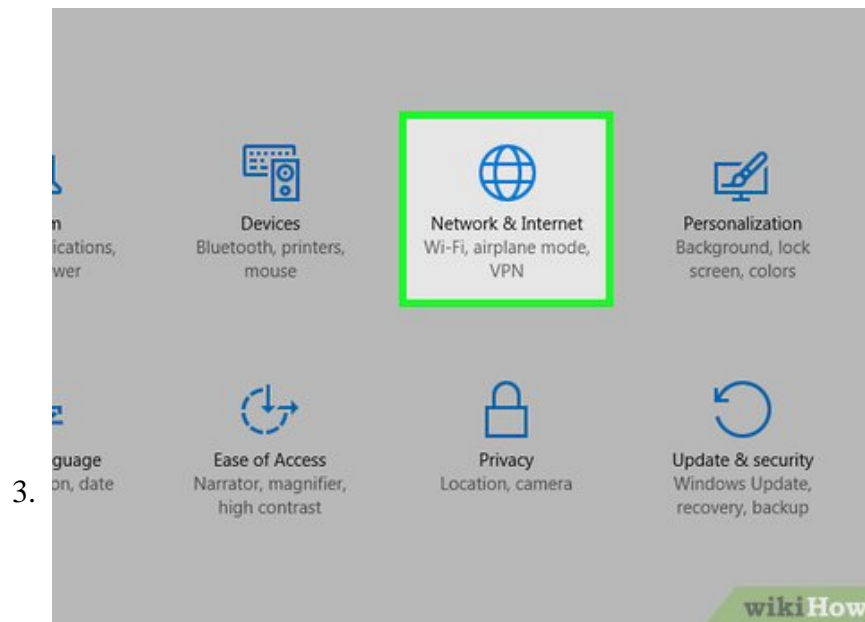 m
Devices
Network & Internet
Personalization
ications,
Bluetooth, printers,
Wi-Fi, airplane mode,
Background, lock
wer
mouse
VPN
screen, colors
guage
Ease of Access
Privacy
Update & security
3.
on, date
Narrator, magnifier,
Location, camera
Windows Update,
high contrast
recovery, backup
wikiHow